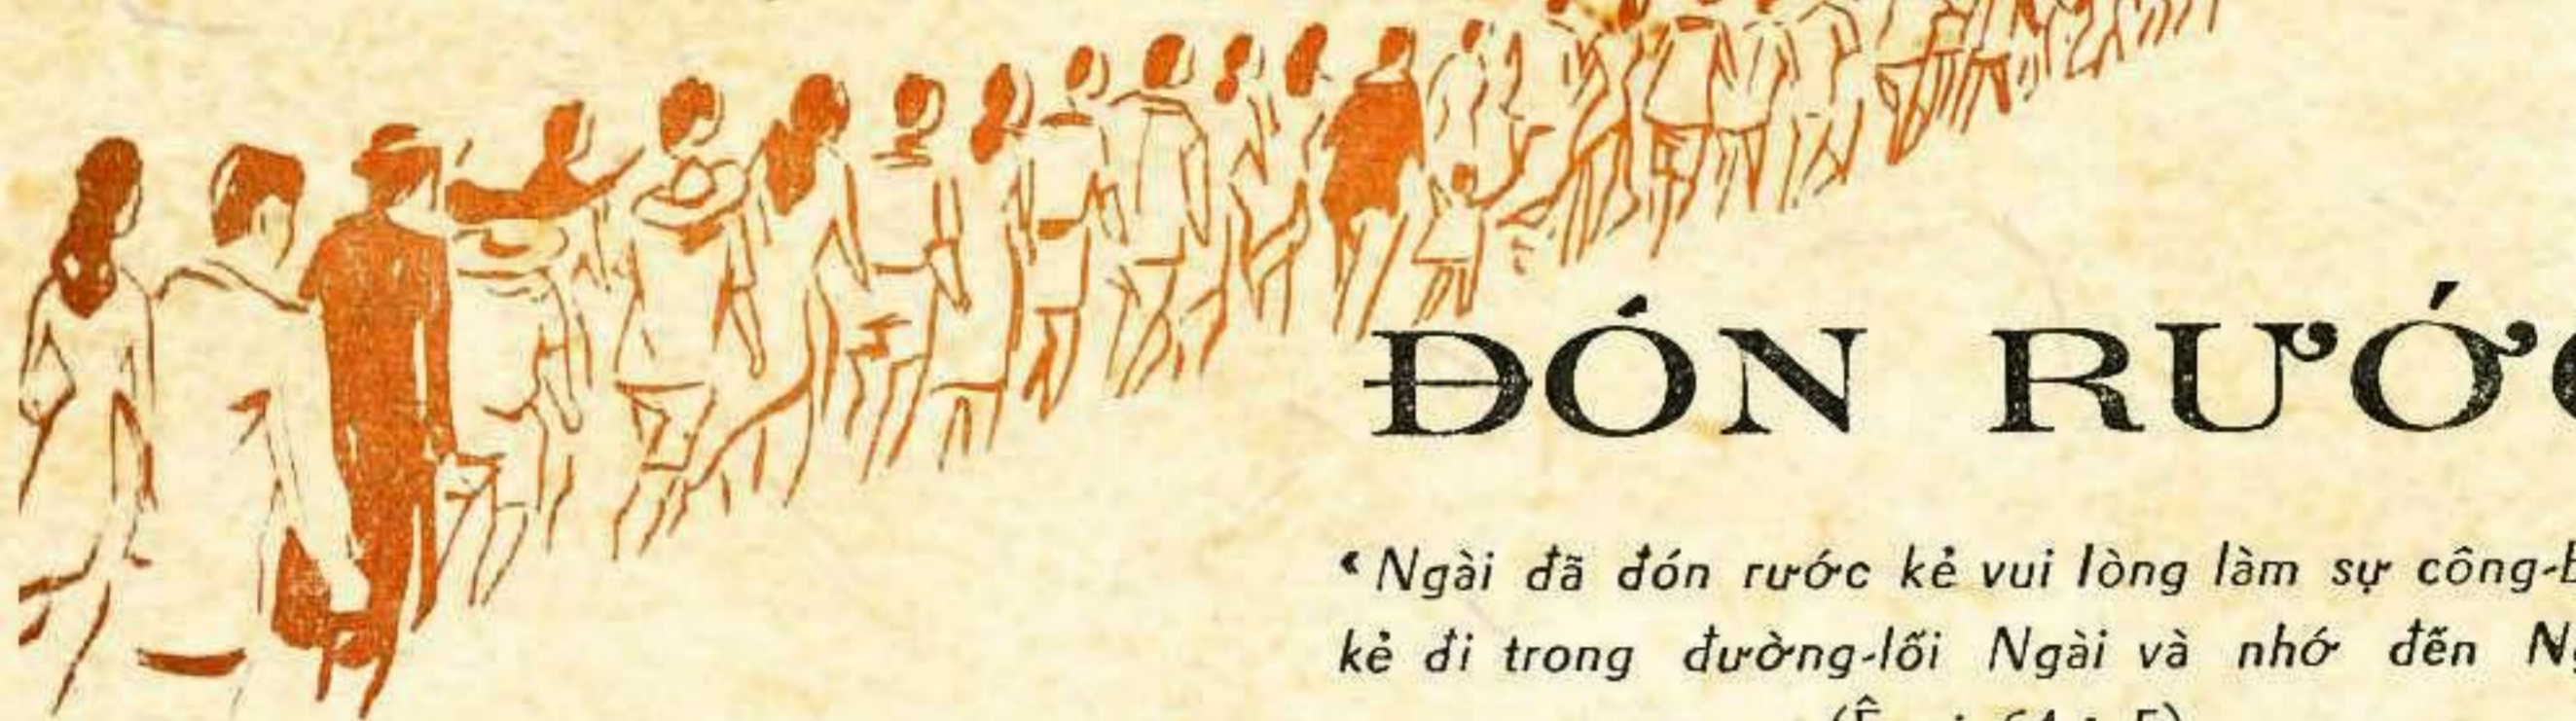 ĐÓN RƯỚC
“Ngài đã đón rước kẻ vui lòng làm sự công-
kẻ đi trong đường-lối Ngài và nhớ đến